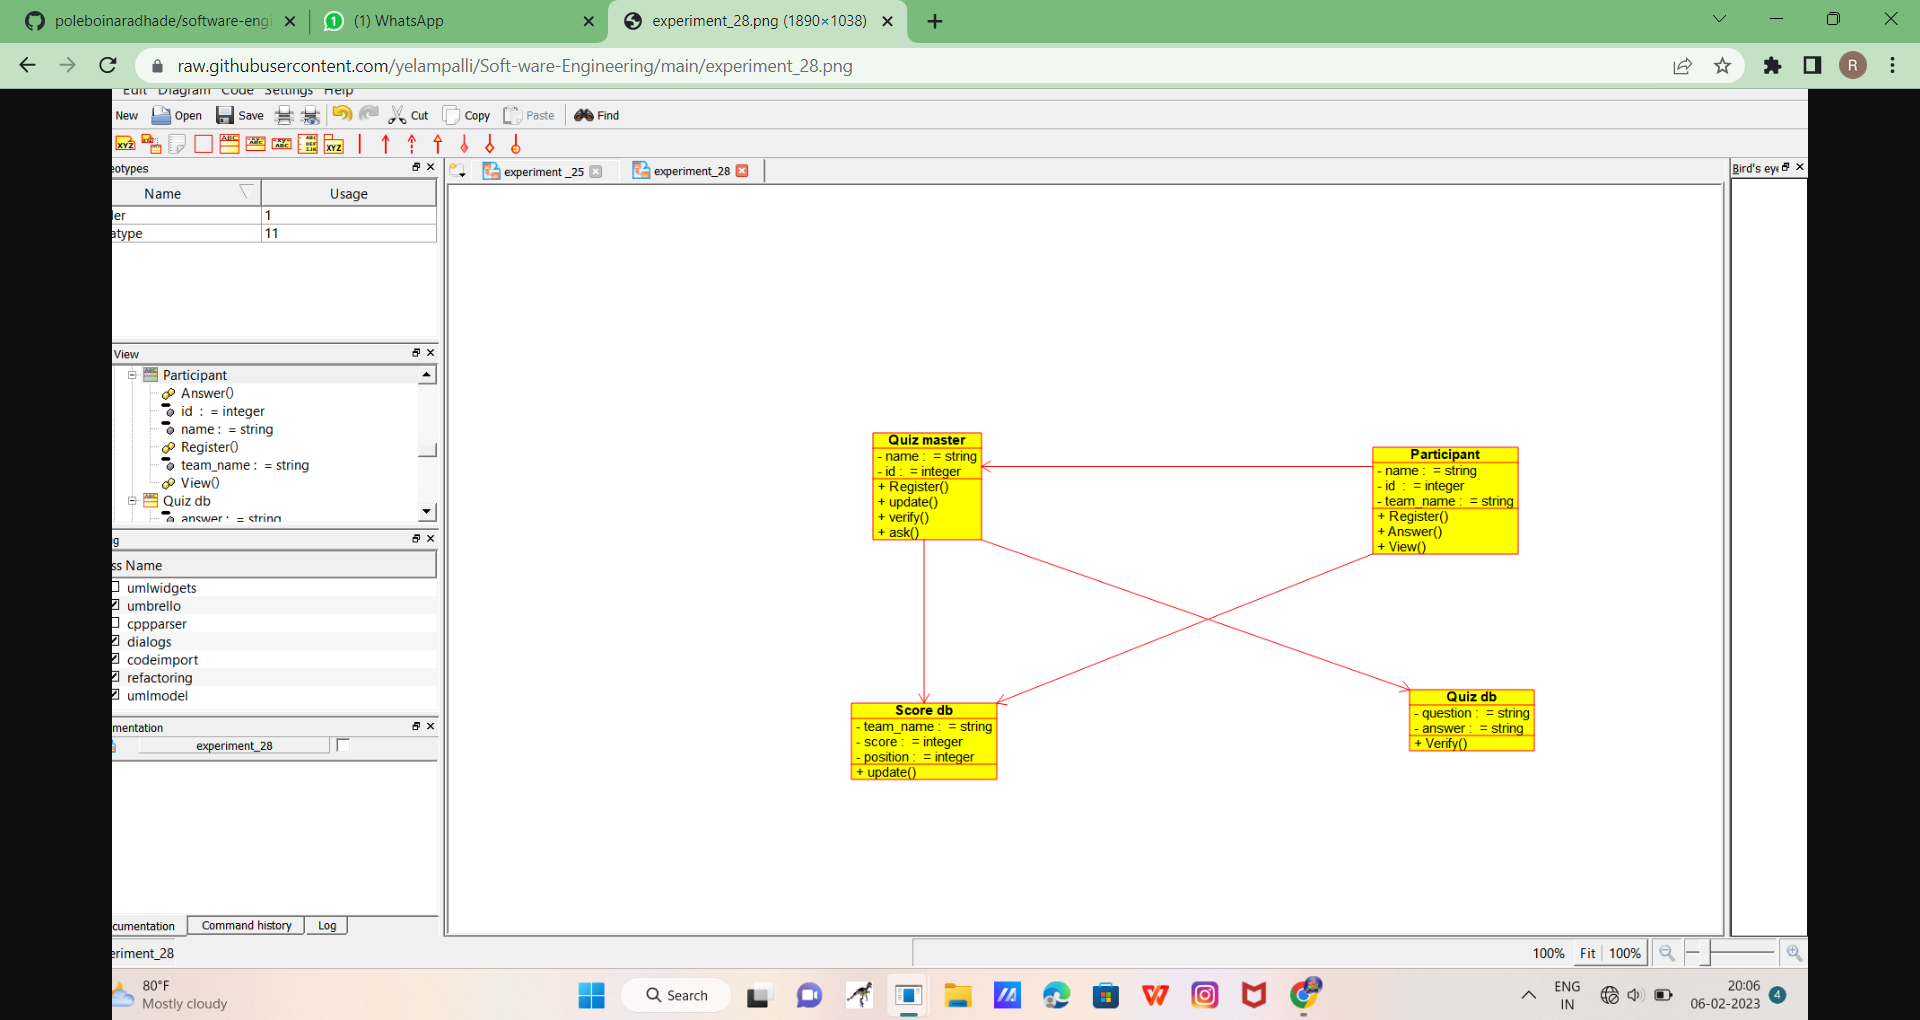 poleboinaradhade/software-engi
(1) WhatsApp
experiment_28.png (1890×1038)
raw.githubusercontent.com/yelampalli/Soft-ware-Engineering/main/experiment_28.png
R
Edit Diagram Code Settings Help
New Open Save Cut Copy Paste Find
eotypes
experiment _25
experiment_28
Bird's eye
Name Usage
ler 1
atype 11
View
Participant
Answer()
id : = integer
name : = string
Register()
team_name : = string
View()
Quiz db
answer : = string
g
ss Name
umlwidgets
umbrello
cppparser
dialogs
codeimport
refactoring
umlmodel
mentation
experiment_28
cumentation Command history Log
eriment_28
Quiz master
- name : = string
- id : = integer
+ Register()
+ update()
+ verify()
+ ask()
Participant
- name : = string
- id : = integer
- team_name : = string
+ Register()
+ Answer()
+ View()
Score db
- team_name : = string
- score : = integer
- position : = integer
+ update()
Quiz db
- question : = string
- answer : = string
+ Verify()
100% Fit 100%
80°F
Mostly cloudy
Search
ENG
IN
20:06
06-02-2023
4